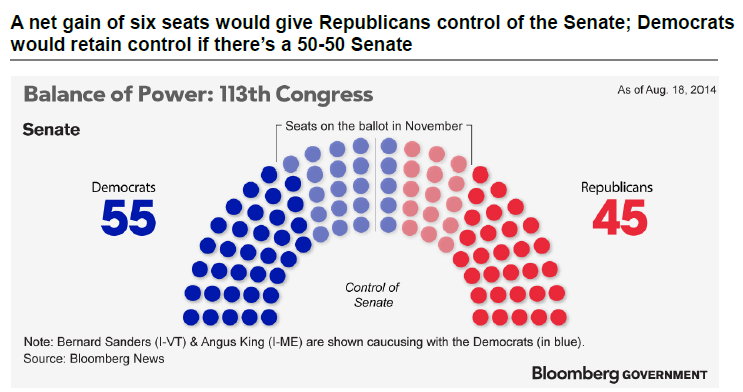 A net gain of six seats would give Republicans control of the Senate; Democrats
would retain control if there's a 50-50 Senate
Balance of Power: 113th Congress
As of Aug. 18, 2014
Senate
Seats on the ballot in November
Democrats
55
Republicans
45
Control of
Senate
Note: Bernard Sanders (I-VT) & Angus King (I-ME) are shown caucusing with the Democrats (in blue).
Source: Bloomberg News
Bloomberg GOVERNMENT